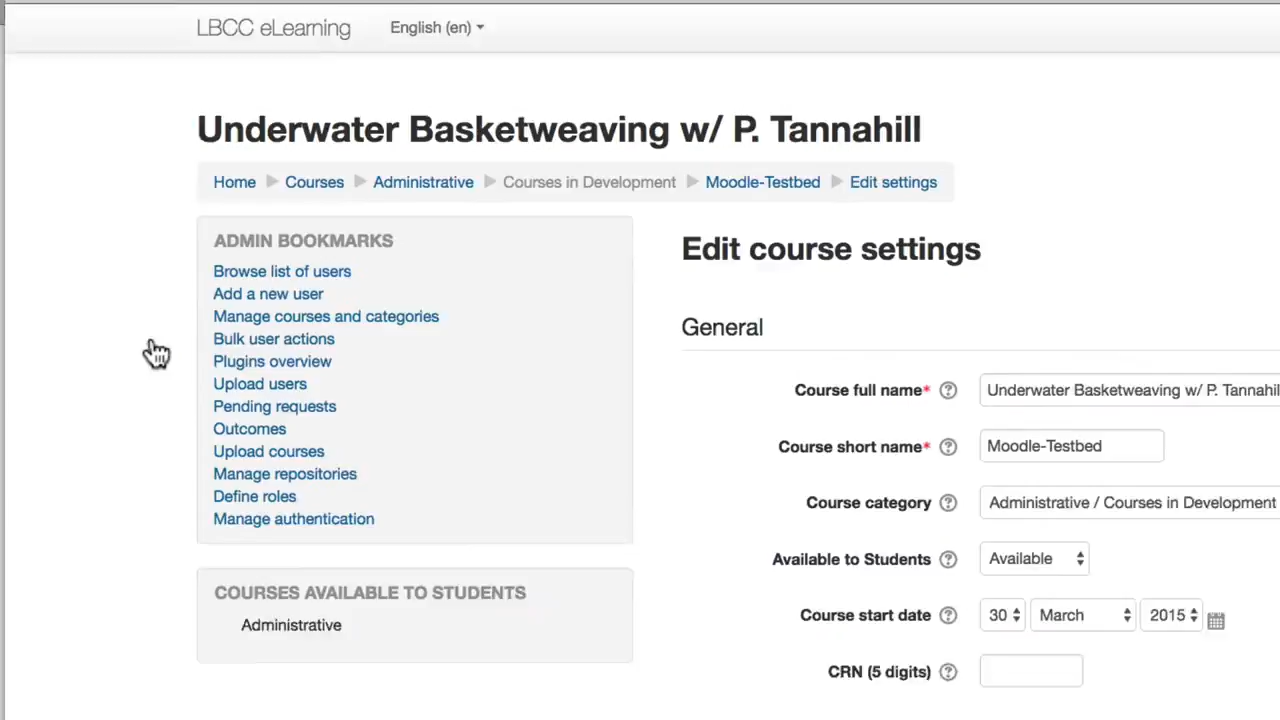 LBCC eLearning English (en)
Underwater Basketweaving w/ P. Tannahill
Home Courses Administrative Courses in Development Moodle-Testbed Edit settings
ADMIN BOOKMARKS
Browse list of users
Add a new user
Manage courses and categories
Bulk user actions
Plugins overview
Upload users
Pending requests
Outcomes
Upload courses
Manage repositories
Define roles
Manage authentication
COURSES AVAILABLE TO STUDENTS
Administrative
Edit course settings
General
Course full name* ? Underwater Basketweaving w/ P. Tannahil
Course short name* ? Moodle-Testbed
Course category ? Administrative / Courses in Development
Available to Students ? Available
Course start date ? 30 March 2015
CRN (5 digits) ?